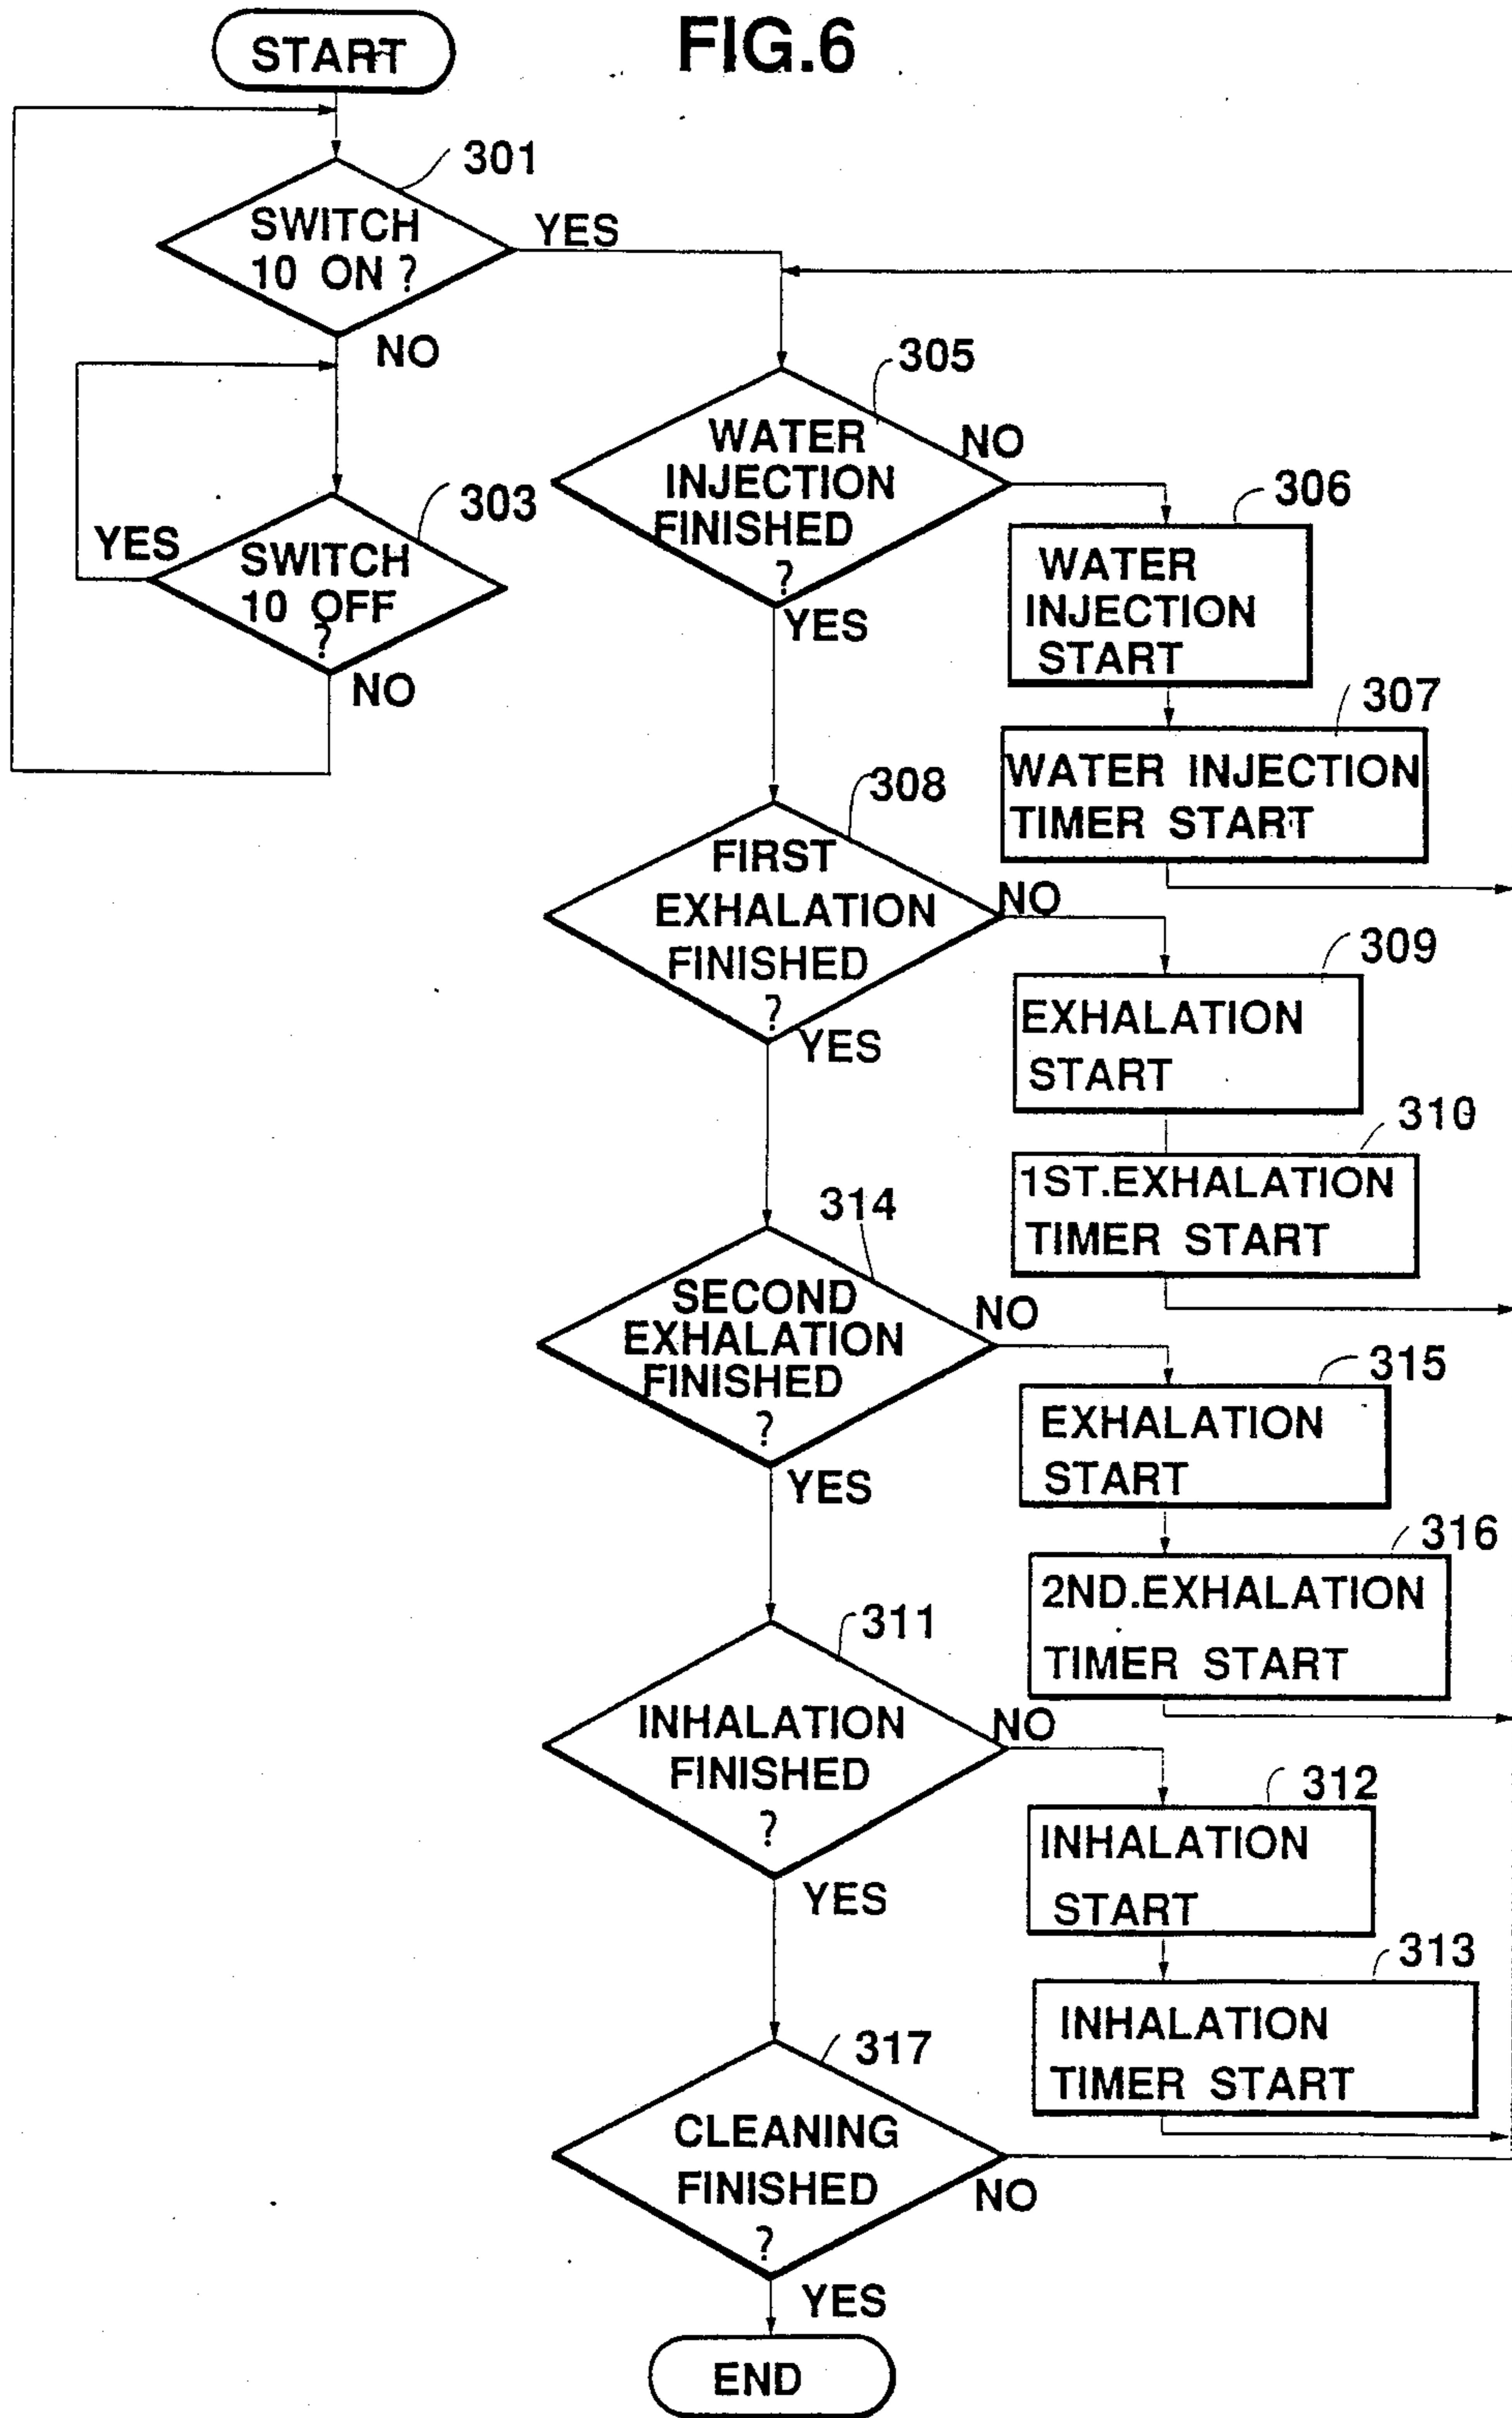 FIG.6
START
301
SWITCH
10 ON ?
YES
NO
303
YES
SWITCH
10 OFF
?
NO
305
WATER
INJECTION
FINISHED
?
NO
YES
306
WATER
INJECTION
START
307
WATER INJECTION
TIMER START
308
FIRST
EXHALATION
FINISHED
?
NO
YES
309
EXHALATION
START
310
1ST.EXHALATION
TIMER START
314
SECOND
EXHALATION
FINISHED
?
NO
YES
315
EXHALATION
START
316
2ND.EXHALATION
TIMER START
311
INHALATION
FINISHED
?
NO
YES
312
INHALATION
START
313
INHALATION
TIMER START
317
CLEANING
FINISHED
?
NO
YES
END